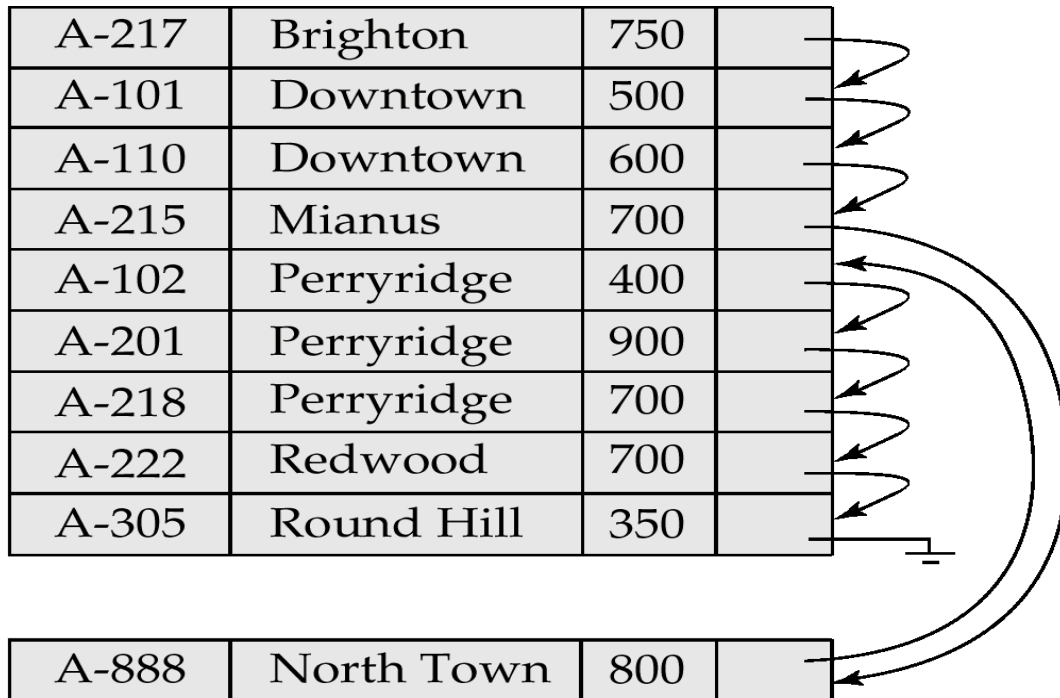 A-217 Brighton 750
A-101 Downtown 500
A-110 Downtown 600
A-215 Mianus 700
A-102 Perryridge 400
A-201 Perryridge 900
A-218 Perryridge 700
A-222 Redwood 700
A-305 Round Hill 350
A-888 North Town 800